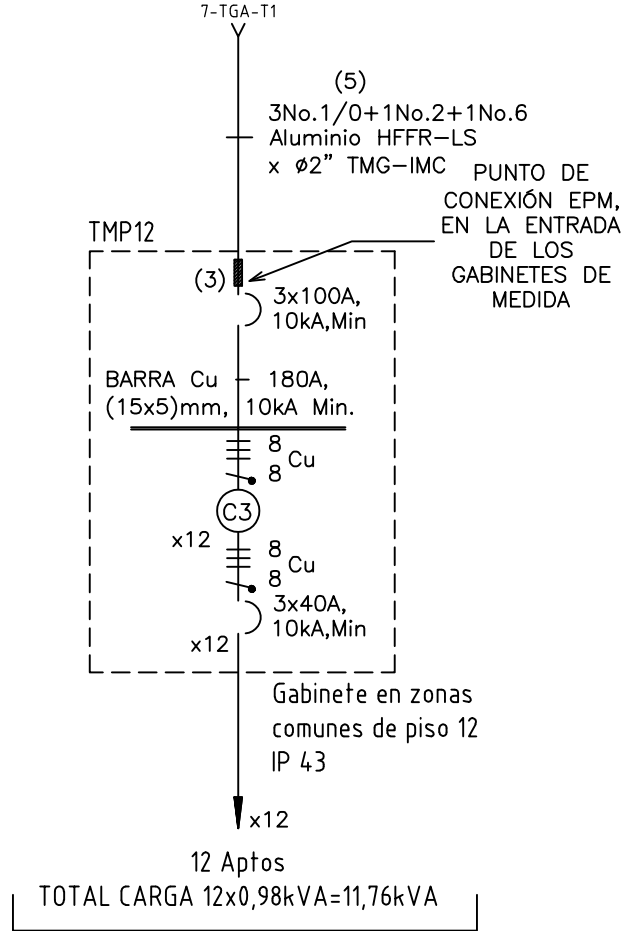 7-TGA-T1
(5)
3No.1/0+1No.2+1No.6
Aluminio HFFR-LS
x ø2” TMG-IMC
PUNTO DE
CONEXIÓN EPM,
EN LA ENTRADA
DE LOS
GABINETES DE
MEDIDA
TMP12
(3)
3x100A,
10kA,Min
BARRA Cu 180A,
(15x5)mm, 10kA Min.
8
Cu
8
C3
x12
8
Cu
8
3x40A,
10kA,Min
x12
Gabinete en zonas
comunes de piso 12
IP 43
x12
12 Aptos
TOTAL CARGA 12x0,98kVA=11,76kVA